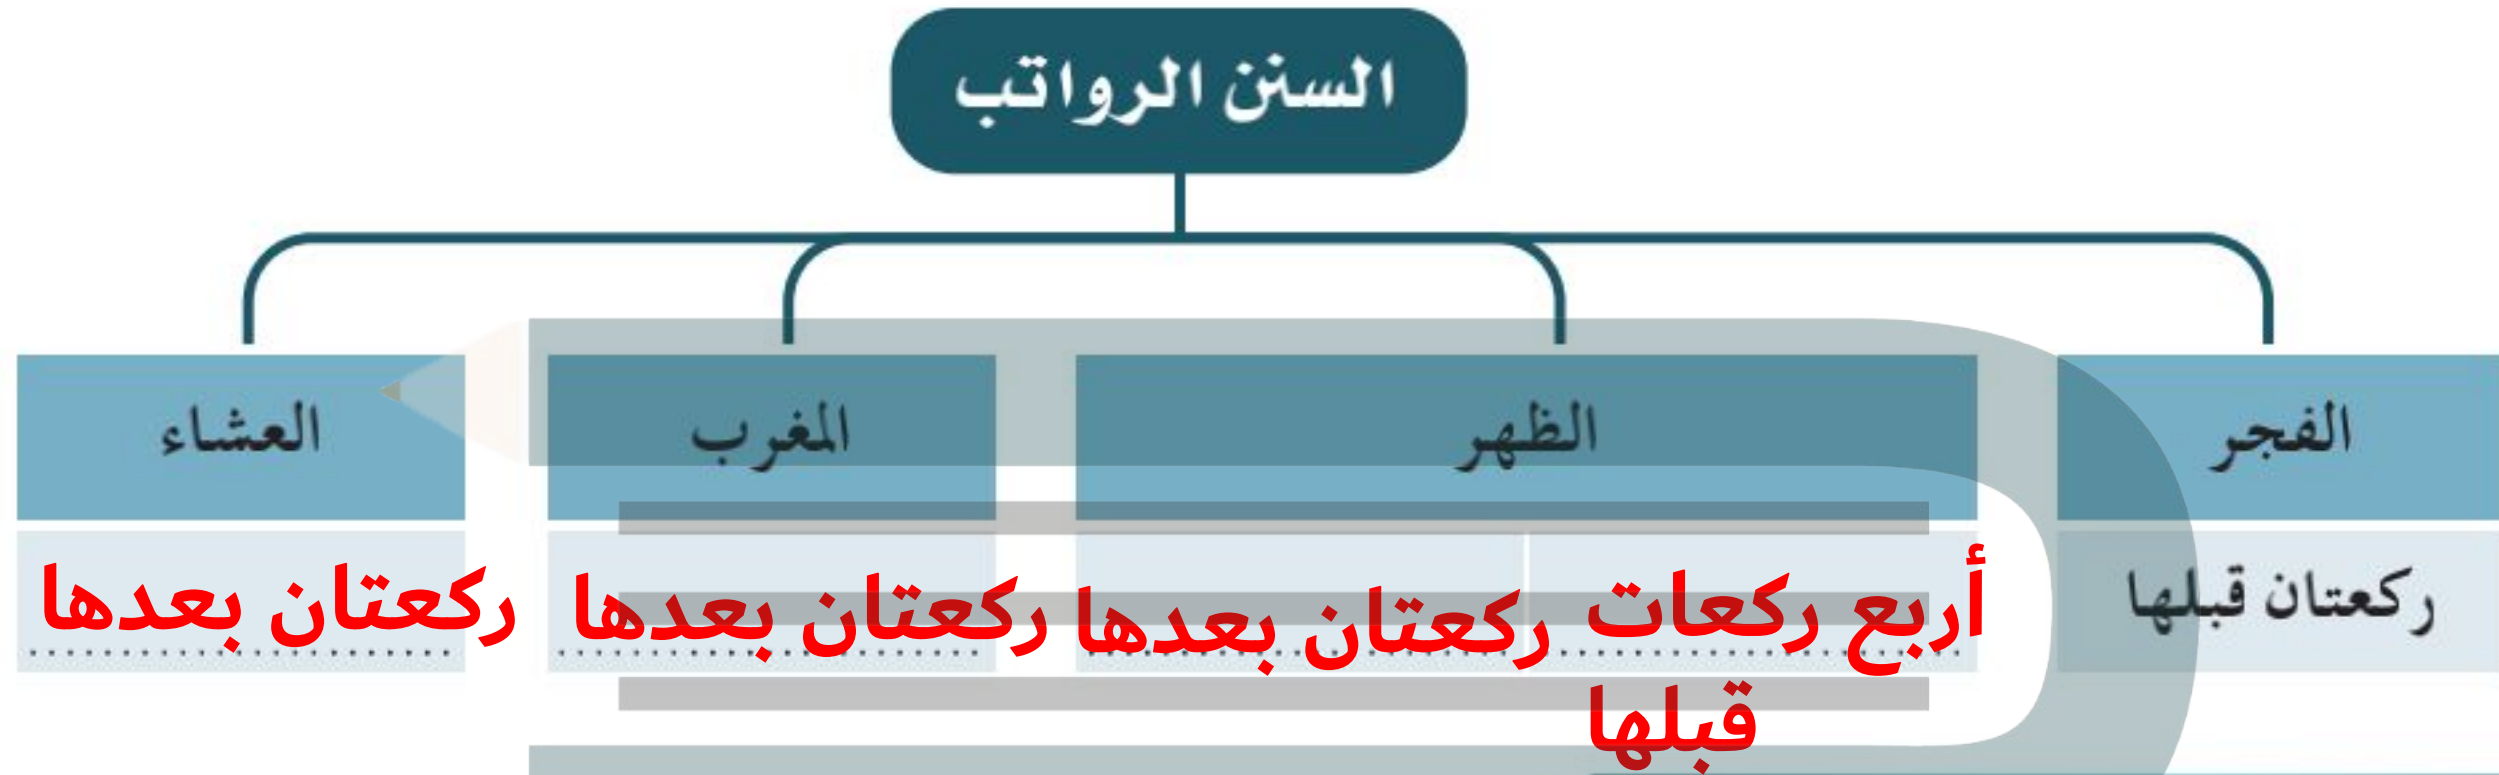 السنن الرواتب
الفجر
الظهر
المغرب
العشاء
ركعتان قبلها
أربع ركعات
قبلها
ركعتان بعدها
ركعتان بعدها
ركعتان بعدها